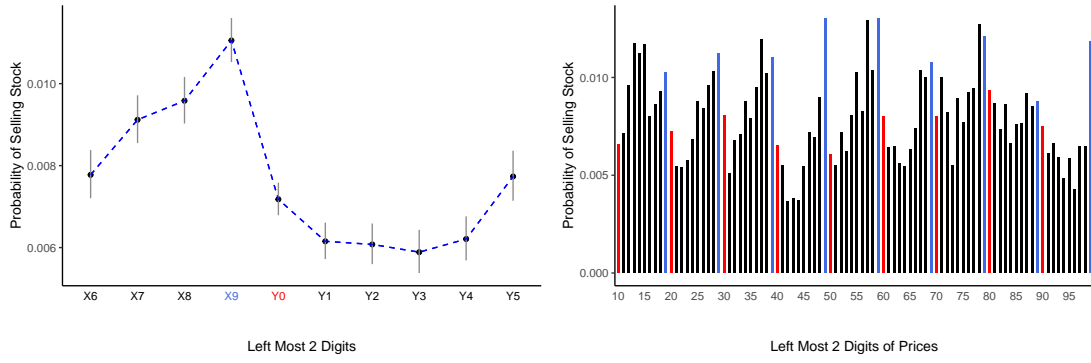 Probability of Selling Stock
0.010
0.008
0.006
X6 X7 X8 X9 Y0 Y1 Y2 Y3 Y4 Y5
Left Most 2 Digits
Probability of Selling Stock
0.010
0.005
0.000
10 15 20 25 30 35 40 45 50 55 60 65 70 75 80 85 90 95
Left Most 2 Digits of Prices